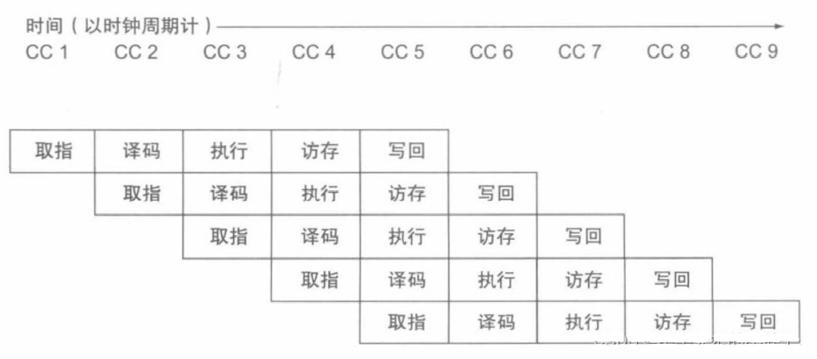 时间（以时钟周期计）
CC 1 CC 2 CC 3 CC 4 CC 5 CC 6 CC 7 CC 8 CC 9
取指 译码 执行 访存 写回
取指 译码 执行 访存 写回
取指 译码 执行 访存 写回
取指 译码 执行 访存 写回
取指 译码 执行 访存 写回